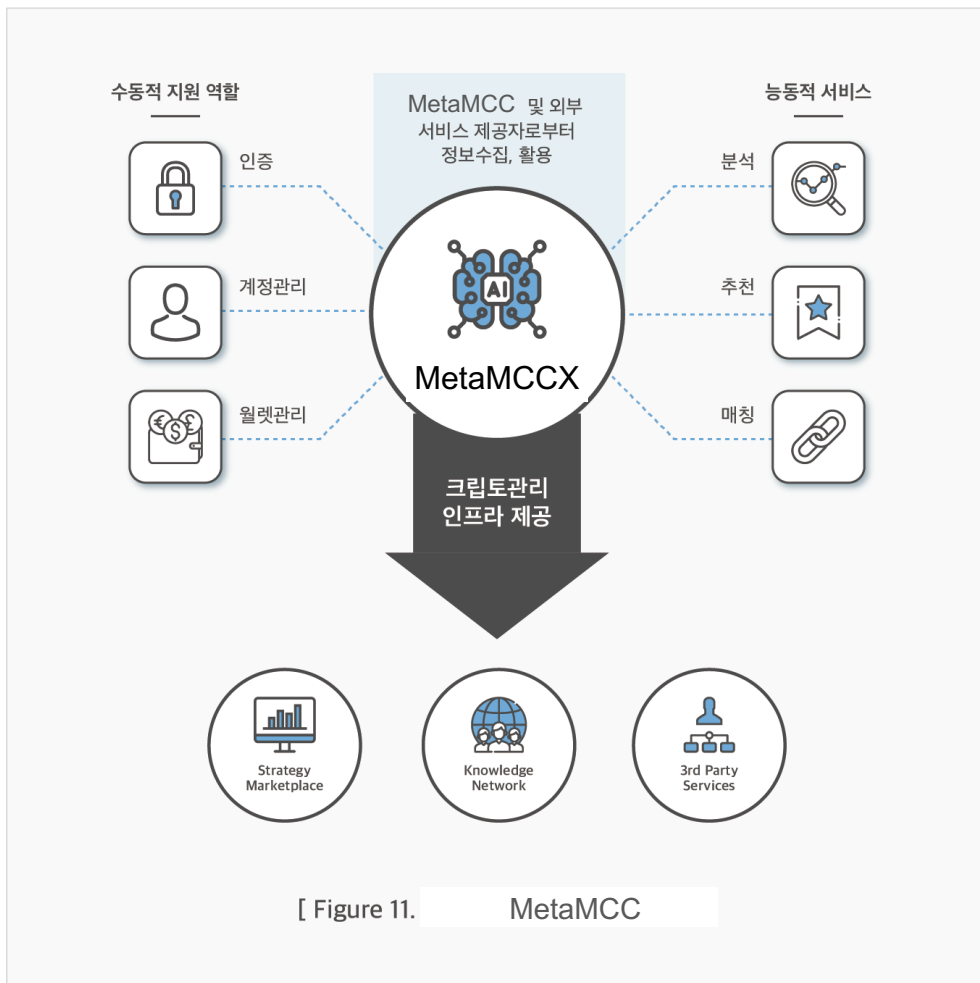 수동적 지원 역할
MetaMCC 및 외부
서비스 제공자로부터
정보수집, 활용
능동적 서비스
인증
분석
계정관리
추천
월렛관리
매칭
AI
MetaMCCX
€
$
£
크립토관리
인프라 제공
Strategy
Marketplace
Knowledge
Network
3rd Party
Services
[ Figure 11. MetaMCC